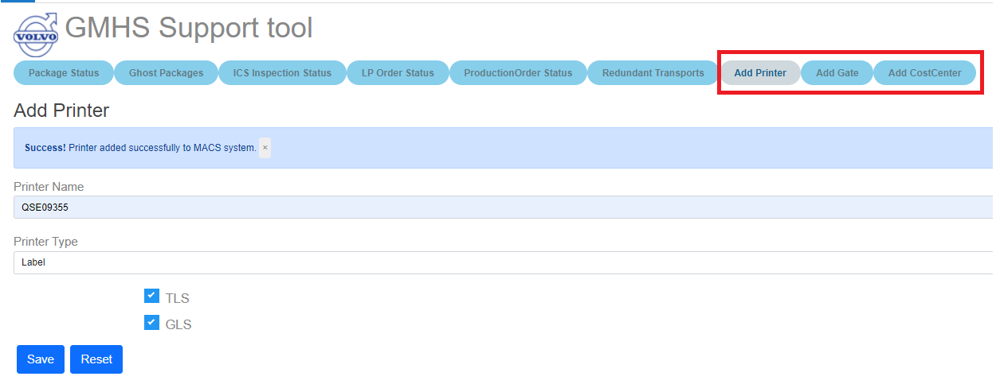 VOLVO
GMHS Support tool
Package Status Ghost Packages ICS Inspection Status LP Order Status ProductionOrder Status Redundant Transports Add Printer Add Gate Add CostCenter
Add Printer
Success! Printer added successfully to MACS system. ×
Printer Name
QSE09355
Printer Type
Label
TLS
GLS
Save Reset